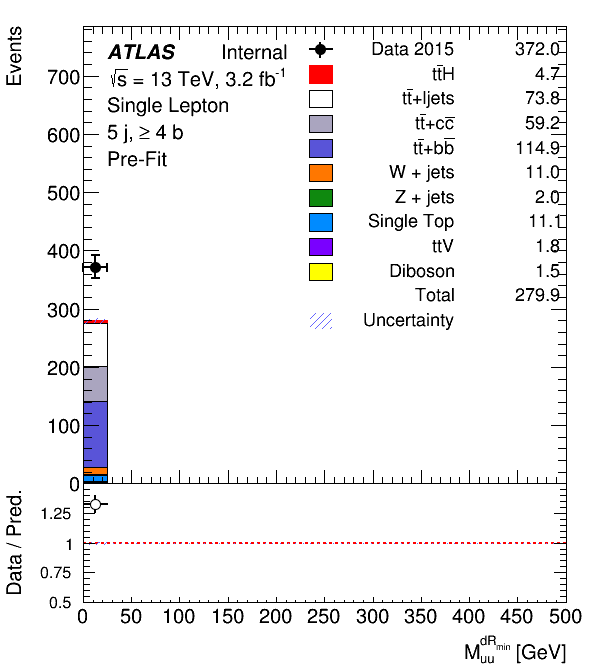 Events
ATLAS Internal
√s = 13 TeV, 3.2 fb⁻¹
Single Lepton
5 j, ≥ 4 b
Pre-Fit
Data 2015 372.0
tt̄H 4.7
tt̄+ljets 73.8
tt̄+cc̄ 59.2
tt̄+bb̄ 114.9
W + jets 11.0
Z + jets 2.0
Single Top 11.1
ttV 1.8
Diboson 1.5
Total 279.9
Uncertainty
700
600
500
400
300
200
100
0
Data / Pred.
1.25
1
0.75
0.5
0 50 100 150 200 250 300 350 400 450 500
M_uu^dR_min [GeV]